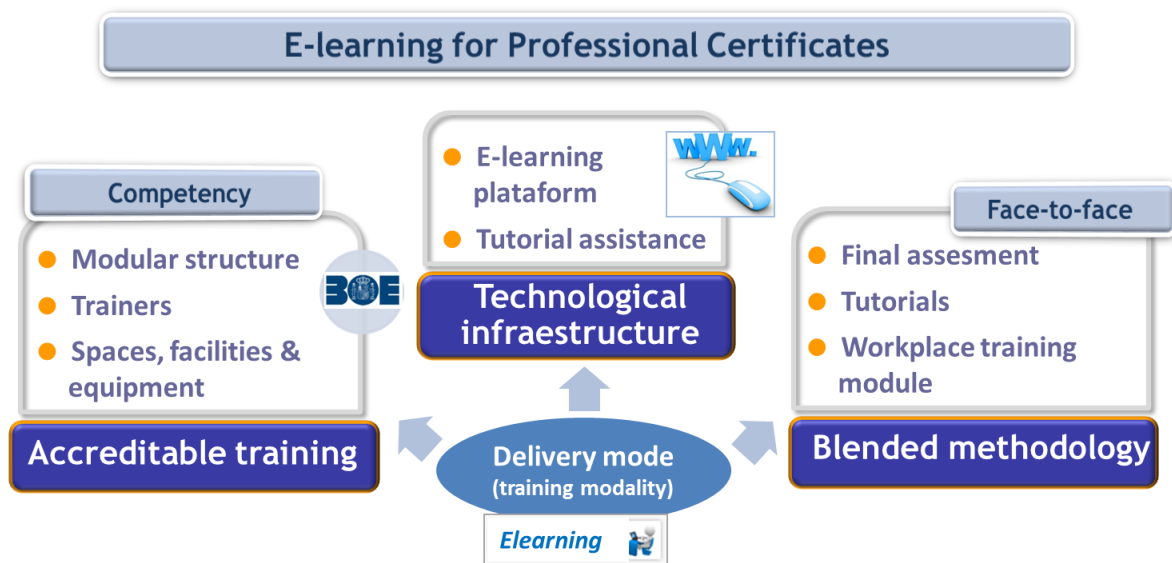 E-learning for Professional Certificates
Competency
Modular structure
Trainers
Spaces, facilities &
equipment
BOE
Accreditable training
E-learning
plataform
Tutorial assistance
www.
Technological
infraestructure
Face-to-face
Final assesment
Tutorials
Workplace training
module
Blended methodology
Delivery mode
(training modality)
Elearning